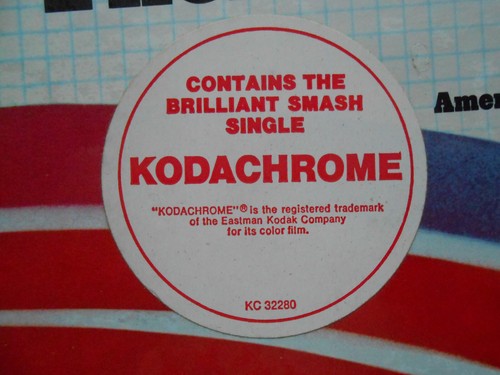 CONTAINS THE
BRILLIANT SMASH
SINGLE
KODACHROME
"KODACHROME"® is the registered trademark
of the Eastman Kodak Company
for its color film.
KC 32280